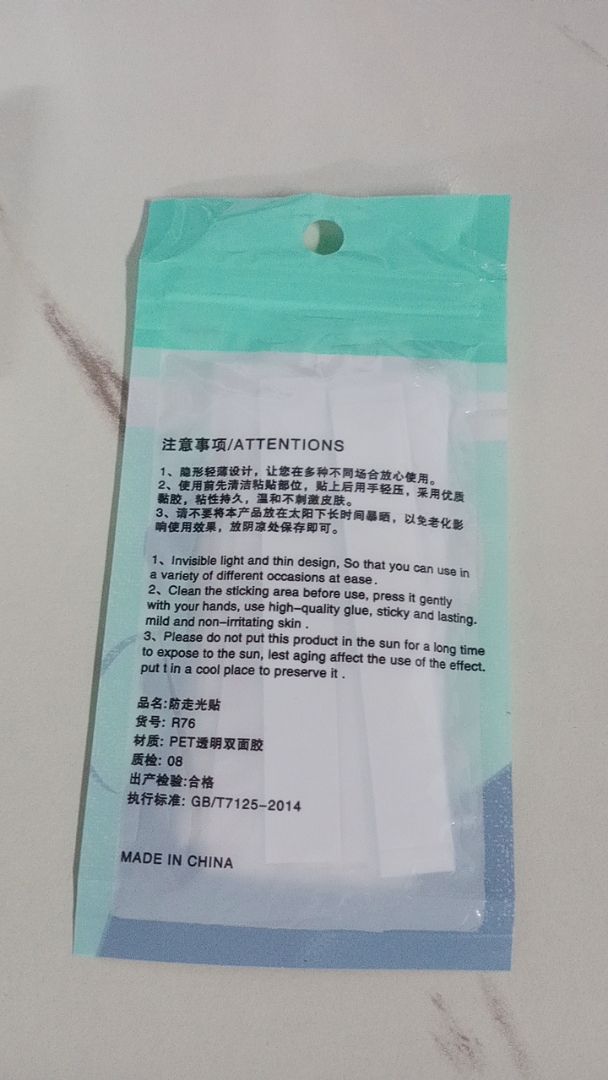 注意事项/ATTENTIONS
1、隐形轻薄设计，让您在多种不同场合放心使用。
2、使用前先清洁粘贴部位，贴上后用手轻压，采用优质
黏胶，粘性持久，温和不刺激皮肤。
3、请不要将本产品放在太阳下长时间暴晒，以免老化影
响使用效果，放阴凉处保存即可。
1、Invisible light and thin design, So that you can use in
a variety of different occasions at ease.
2、Clean the sticking area before use, press it gently
with your hands, use high-quality glue, sticky and lasting.
mild and non-irritating skin .
3、Please do not put this product in the sun for a long time
to expose to the sun, lest aging affect the use of the effect.
put t in a cool place to preserve it .
品名:防走光贴
货号: R76
材质: PET透明双面胶
质检: 08
出产检验:合格
执行标准: GB/T7125-2014
MADE IN CHINA